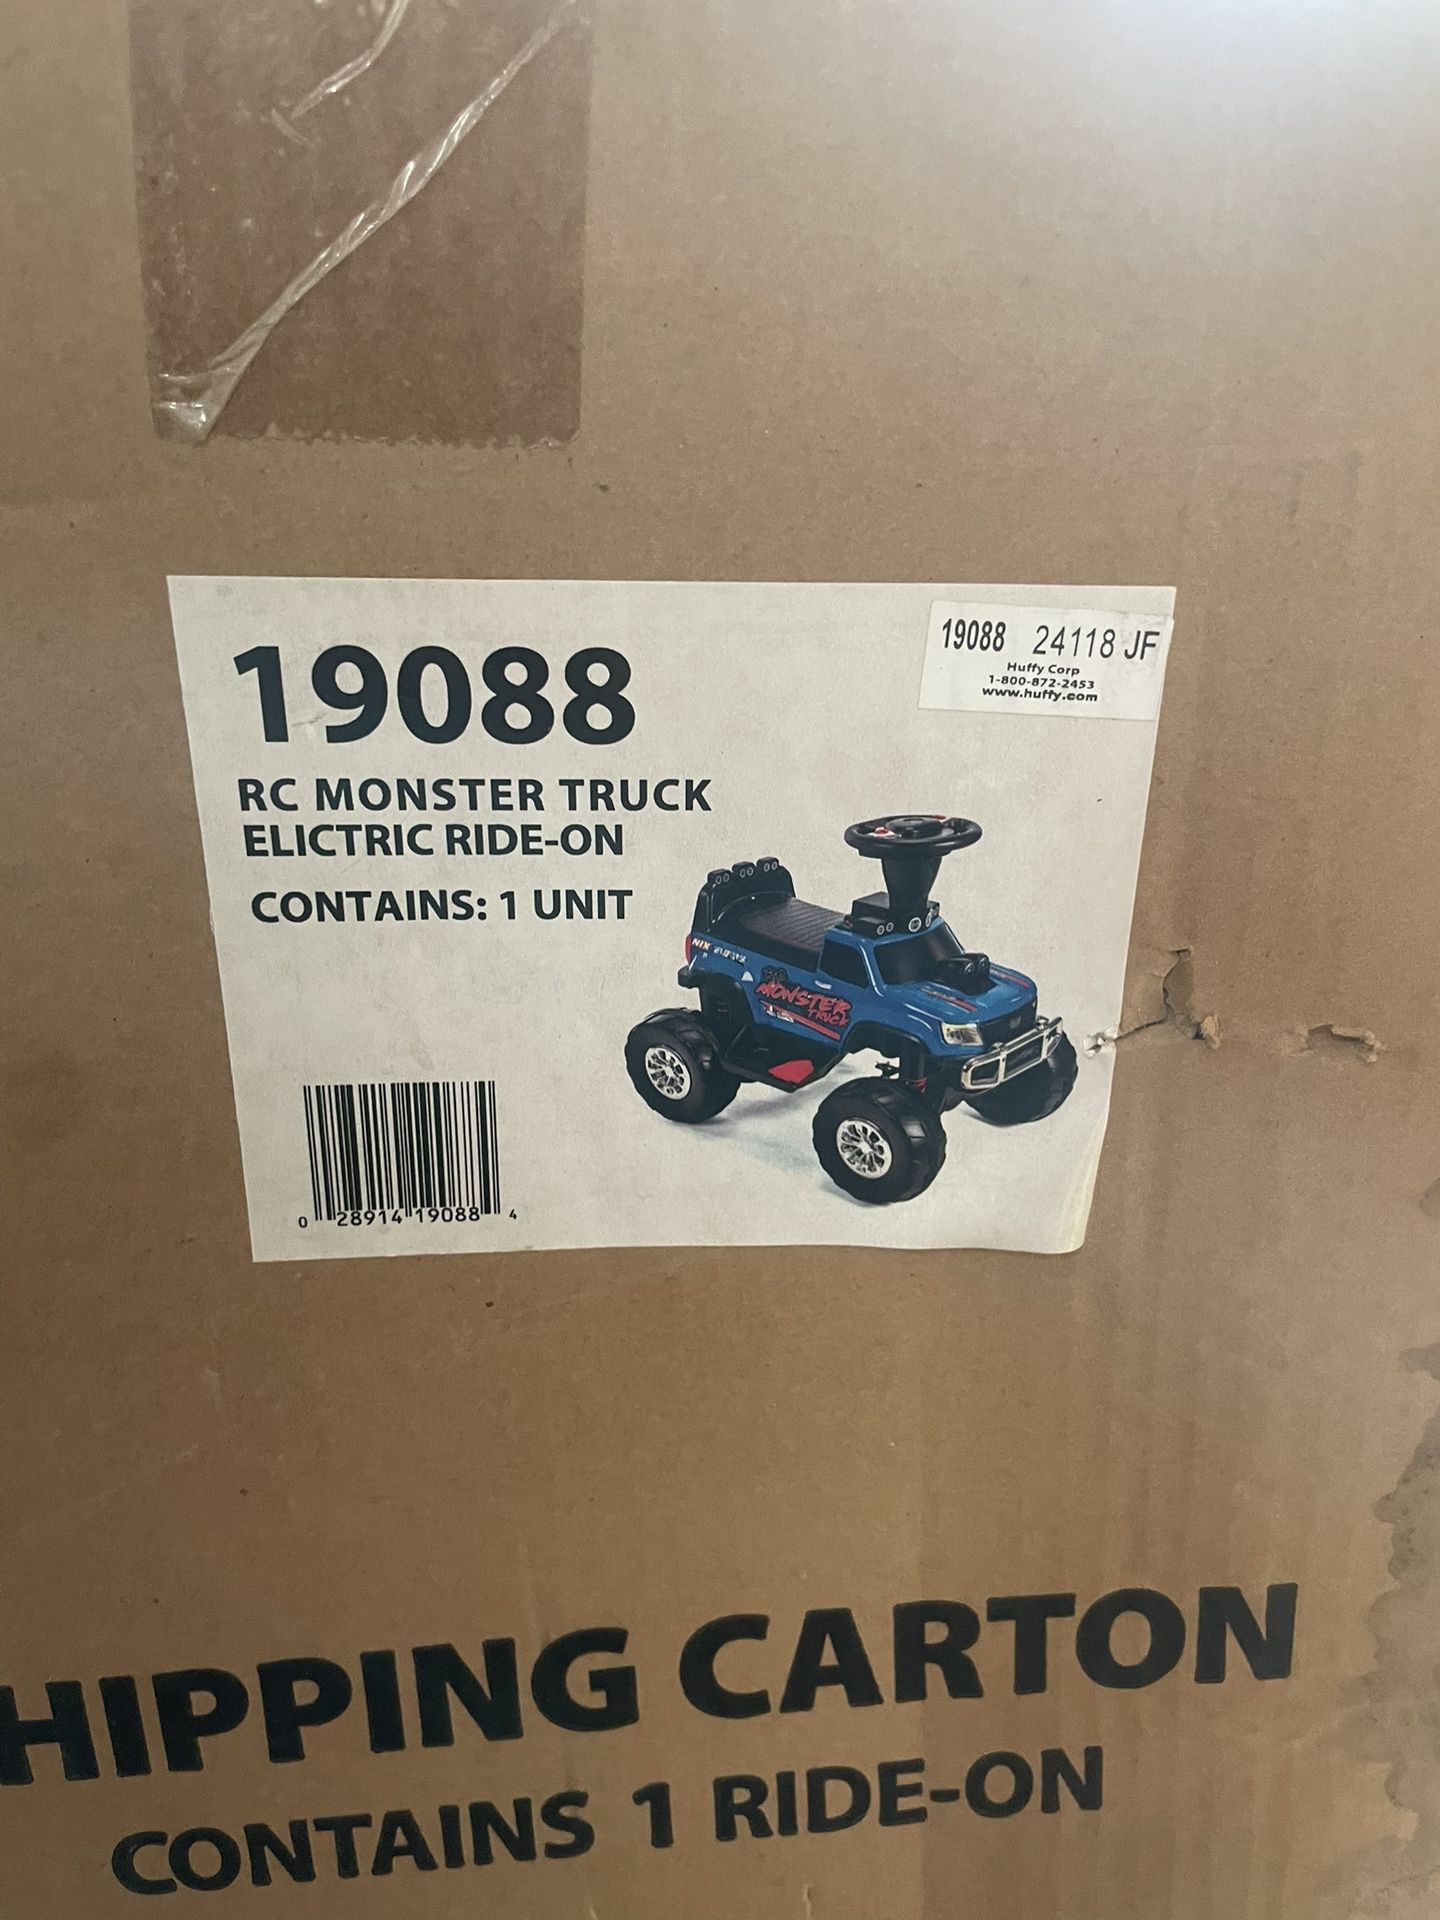 19088
19088 24118 JF
Huffy Corp
1-800-872-2453
www.huffy.com
RC MONSTER TRUCK
ELICTRIC RIDE-ON
CONTAINS: 1 UNIT
MONSTER
TRUCK
0 28914 19088 4
HIPPING CARTON
CONTAINS 1 RIDE-ON